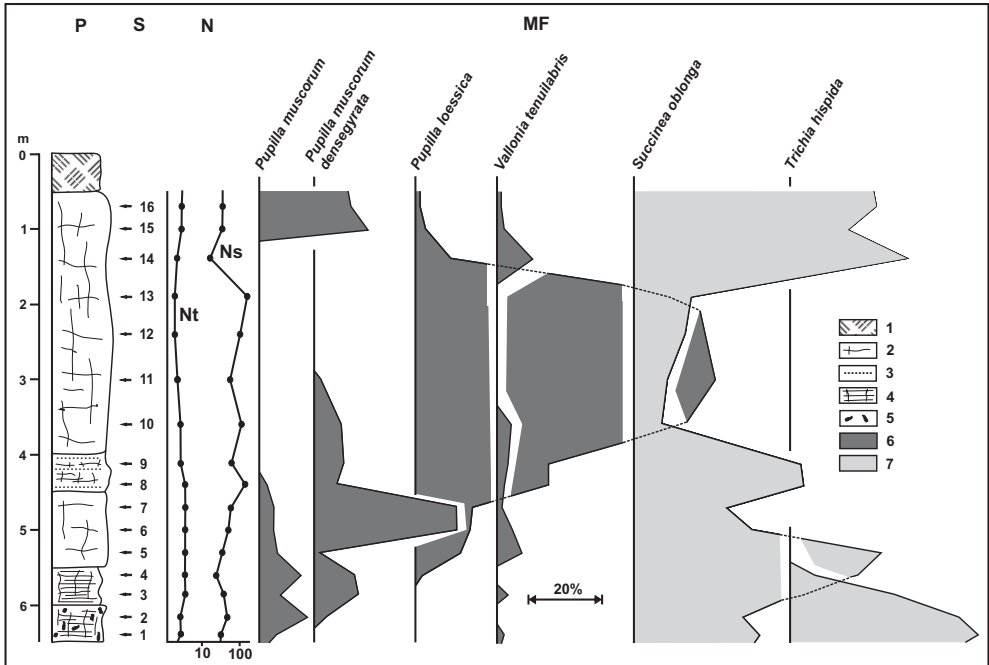 P S N MF
Pupilla muscorum
Pupilla muscorum
densegyrata
Pupilla loessica
Vallonia tenuilabris
Succinea oblonga
Trichia hispida
m
0
1
2
3
4
5
6
16
15
14
13
12
11
10
9
8
7
6
5
4
3
2
1
Ns
Nt
10 100
20%
1
2
3
4
5
6
7